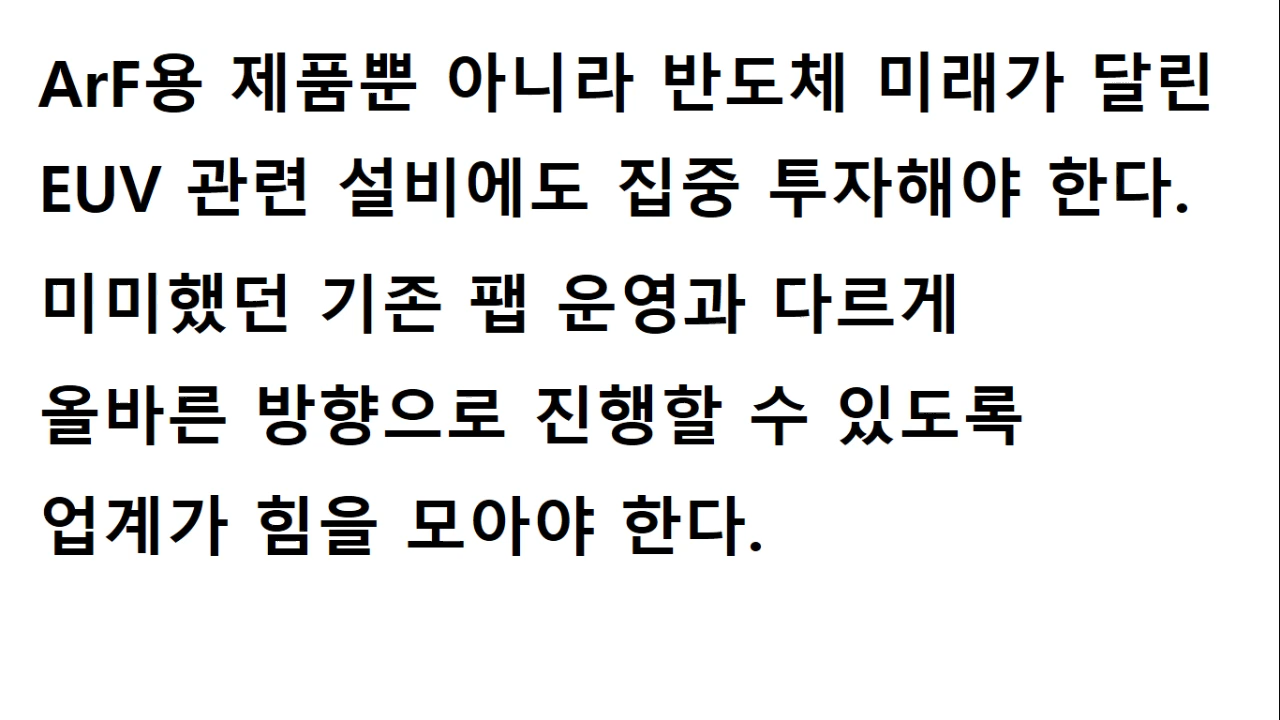 ArF용 제품뿐 아니라 반도체 미래가 달린
EUV 관련 설비에도 집중 투자해야 한다.
미미했던 기존 팹 운영과 다르게
올바른 방향으로 진행할 수 있도록
업계가 힘을 모아야 한다.